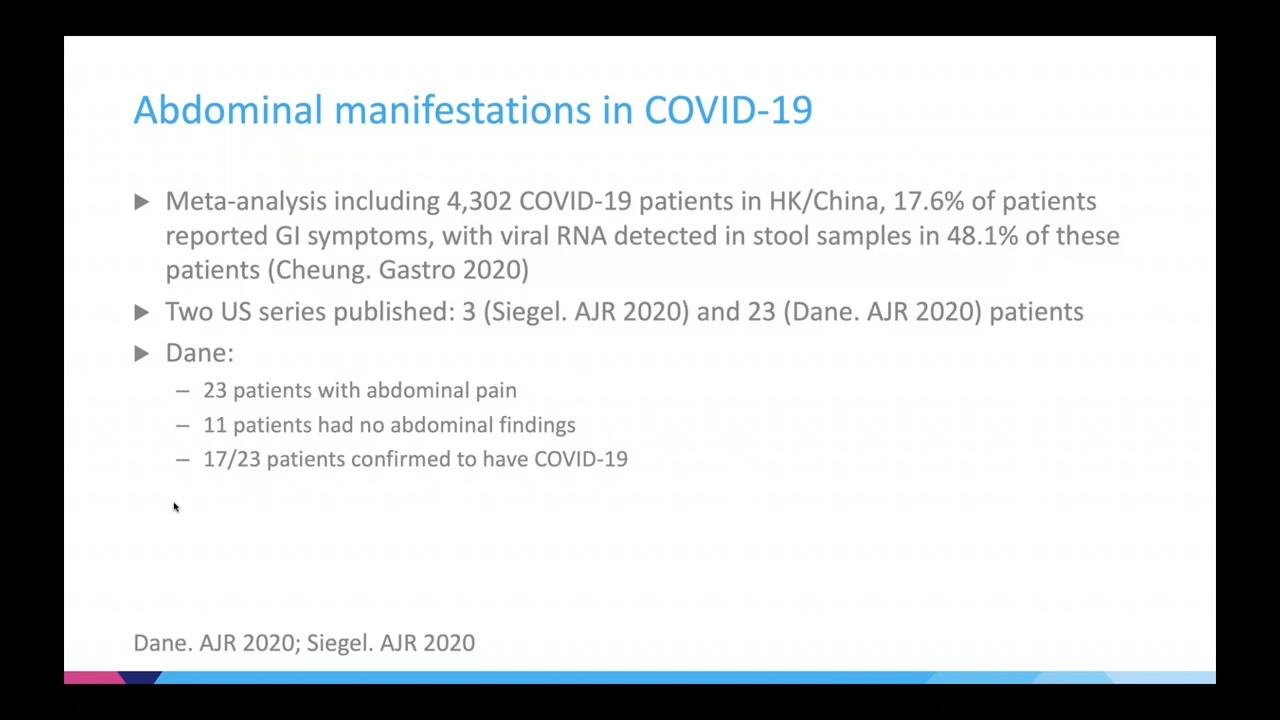 Abdominal manifestations in COVID-19
▶ Meta-analysis including 4,302 COVID-19 patients in HK/China, 17.6% of patients
reported GI symptoms, with viral RNA detected in stool samples in 48.1% of these
patients (Cheung. Gastro 2020)
▶ Two US series published: 3 (Siegel. AJR 2020) and 23 (Dane. AJR 2020) patients
▶ Dane:
– 23 patients with abdominal pain
– 11 patients had no abdominal findings
– 17/23 patients confirmed to have COVID-19
Dane. AJR 2020; Siegel. AJR 2020